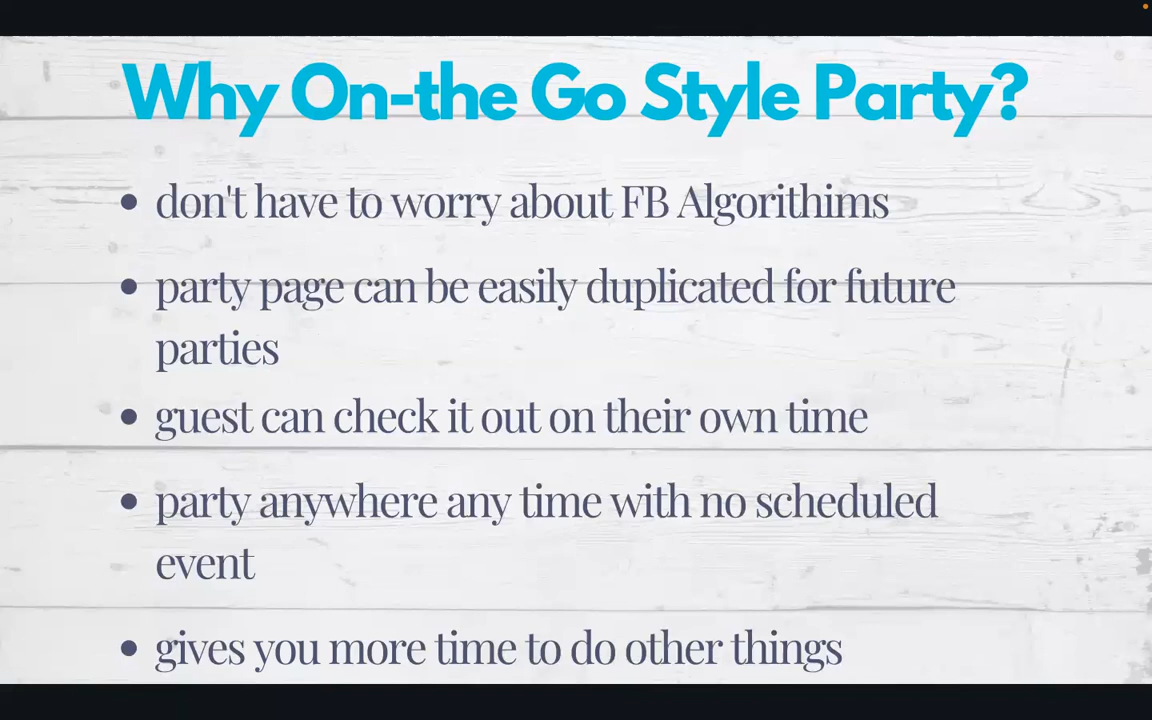 Why On-the Go Style Party?
• don't have to worry about FB Algorithims
• party page can be easily duplicated for future
parties
• guest can check it out on their own time
• party anywhere any time with no scheduled
event
• gives you more time to do other things